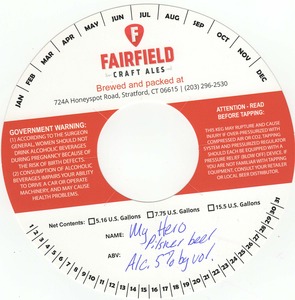 JAN
FEB
MAR
APR
MAY
JUN
JUL
AUG
SEP
OCT
NOV
DEC
F
FAIRFIELD
CRAFT ALES
Brewed and packed at
724A Honeyspot Road, Stratford, CT 06615 | (203) 296-2530
GOVERNMENT WARNING:
(1) ACCORDING TO THE SURGEON
GENERAL, WOMEN SHOULD NOT
DRINK ALCOHOLIC BEVERAGES
DURING PREGNANCY BECAUSE OF
THE RISK OF BIRTH DEFECTS.
(2) CONSUMPTION OF ALCOHOLIC
BEVERAGES IMPAIRS YOUR ABILITY
TO DRIVE A CAR OR OPERATE
MACHINERY, AND MAY CAUSE
HEALTH PROBLEMS.
ATTENTION - READ
BEFORE TAPPING:
THIS KEG MAY RUPTURE AND CAUSE
INJURY IF OVER-PRESSURIZED WITH
COMPRESSED AIR OR CO2. TAPPING
SYSTEM AND EQUIPMENT SHOULD BE
EQUIPPED WITH A DEVICE WITH A PRESSURE
RELIEF (BLOW OFF) DEVICE. IF YOU
ARE NOT FAMILIAR WITH TAPPING
EQUIPMENT, CONSULT YOUR RETAILER
OR LOCAL BEER DISTRIBUTOR.
Net Contents: 5.16 U.S. Gallons 7.75 U.S. Gallons 15.5 U.S. Gallons
NAME: My Hero
Pilsner beer
ABV: Alc. 5% by vol.
1 2 3 4 5 6 7 8 9 10 11 12 13 14 15 16 17 18 19 20 21 22 23 24 25 26 27 28 29 30 31